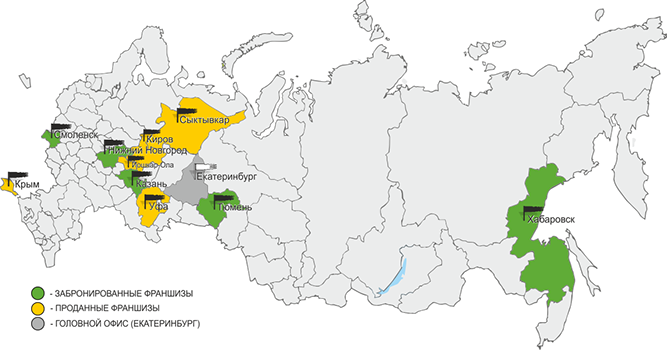 Сыктывкар
Смоленск
Киров
Нижний Новгород
Йошкар-Ола
Екатеринбург
Крым
Казань
Уфа
Тюмень
Хабаровск
- ЗАБРОНИРОВАННЫЕ ФРАНШИЗЫ
- ПРОДАННЫЕ ФРАНШИЗЫ
- ГОЛОВНОЙ ОФИС (ЕКАТЕРИНБУРГ)